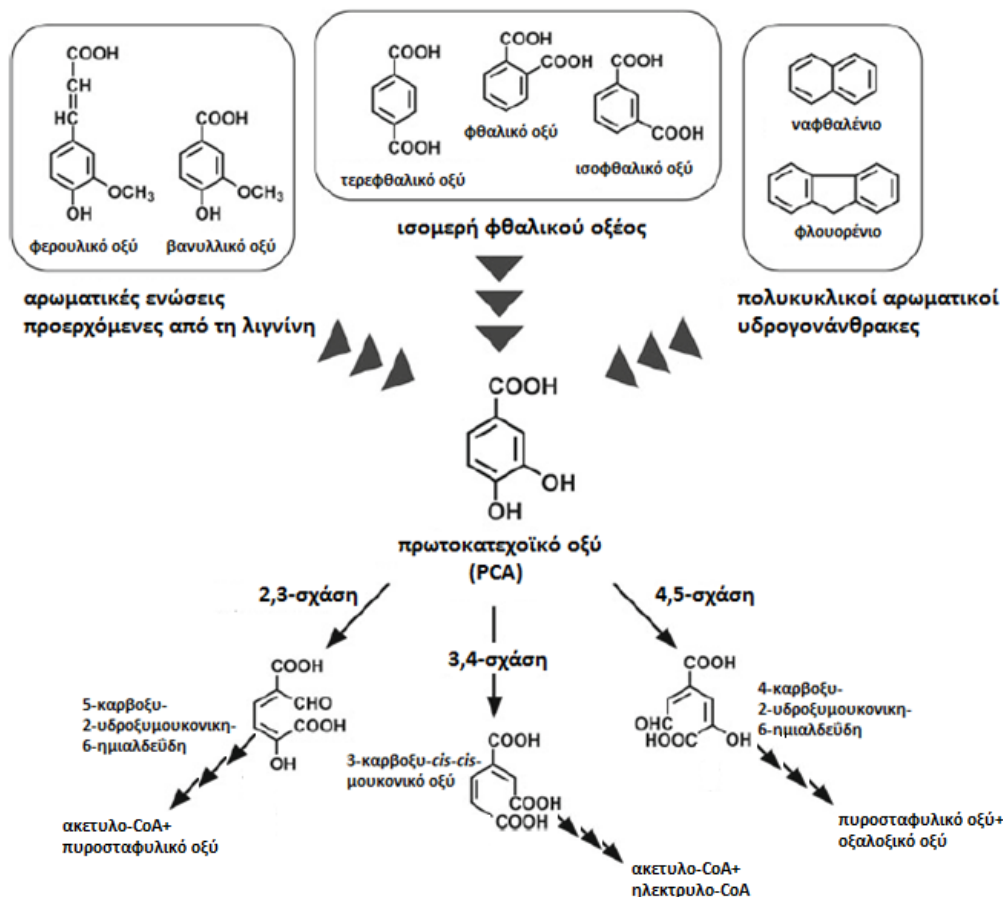 COOH
CH
HC
OCH3
OH
φερουλικό οξύ
COOH
OCH3
OH
βανυλλικό οξύ
αρωματικές ενώσεις
προερχόμενες από τη λιγνίνη
COOH
COOH
τερεφθαλικό οξύ
COOH
COOH
φθαλικό οξύ
COOH
COOH
ισοφθαλικό οξύ
ισομερή φθαλικού οξέος
ναφθαλένιο
φλουορένιο
πολυκυκλικοί αρωματικοί
υδρογονάνθρακες
COOH
OH
OH
πρωτοκατεχοϊκό οξύ
(PCA)
2,3-σχάση
3,4-σχάση
4,5-σχάση
COOH
CHO
COOH
OH
5-καρβοξυ-
2-υδροξυμουκονικη-
6-ημιαλδεΰδη
ακετυλο-CoA+
πυροσταφυλικό οξύ
3-καρβοξυ-cis-cis-
μουκονικό οξύ
COOH
COOH
COOH
ακετυλο-CoA+
ηλεκτρυλο-CoA
COOH
OHC
HOOC
OH
4-καρβοξυ-
2-υδροξυμουκονικη-
6-ημιαλδεΰδη
πυροσταφυλικό οξύ+
οξαλοξικό οξύ